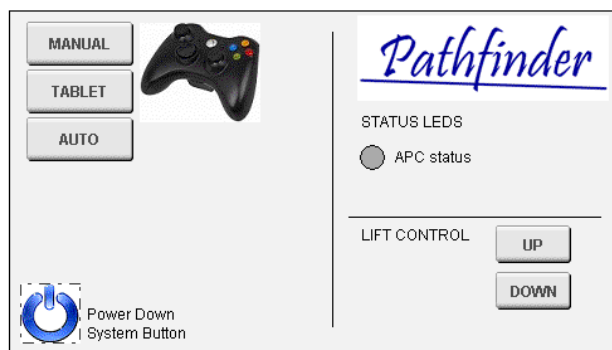 MANUAL
TABLET
AUTO
Power Down
System Button
Pathfinder
STATUS LEDS
APC status
LIFT CONTROL
UP
DOWN